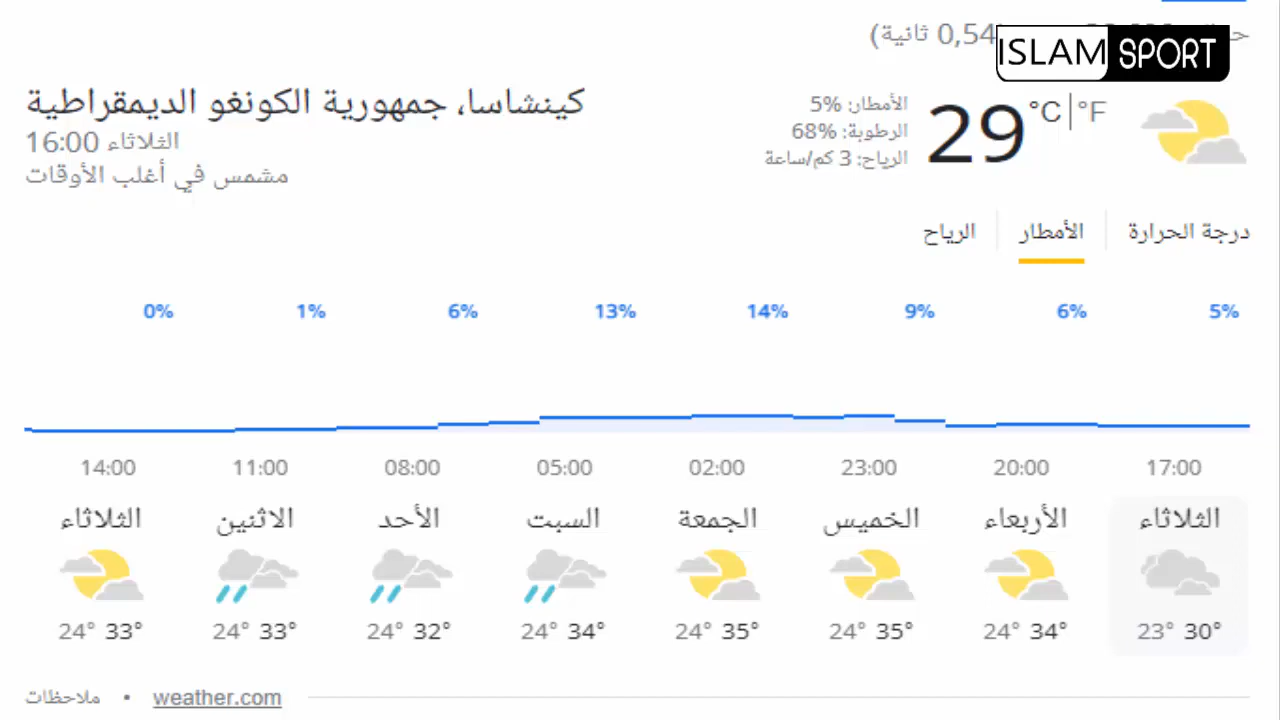 (0,54 ثانية)
ISLAM SPORT
كينشاسا، جمهورية الكونغو الديمقراطية
الثلاثاء 16:00
مشمس في أغلب الأوقات
29 °C | °F
الأمطار: 5%
الرطوبة: 68%
الرياح: 3 كم/ساعة
درجة الحرارة | الأمطار | الرياح
5% 6% 9% 14% 13% 6% 1% 0%
17:00 20:00 23:00 02:00 05:00 08:00 11:00 14:00
الثلاثاء الأربعاء الخميس الجمعة السبت الأحد الاثنين الثلاثاء
30° 23° 34° 24° 35° 24° 35° 24° 34° 24° 32° 24° 33° 24° 33° 24°
weather.com • ملاحظات